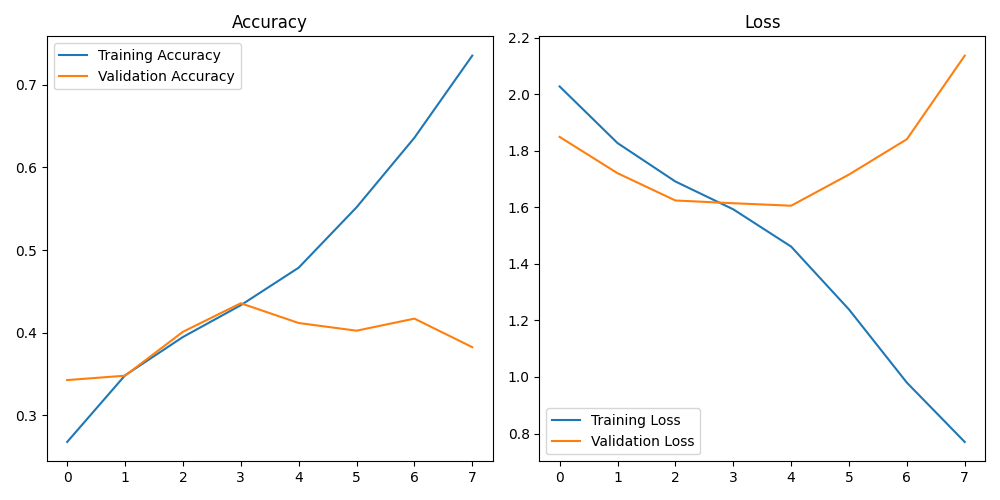 Accuracy
Training Accuracy
Validation Accuracy
0.7
0.6
0.5
0.4
0.3
0 1 2 3 4 5 6 7
Loss
2.2
2.0
1.8
1.6
1.4
1.2
1.0
0.8
Training Loss
Validation Loss
0 1 2 3 4 5 6 7